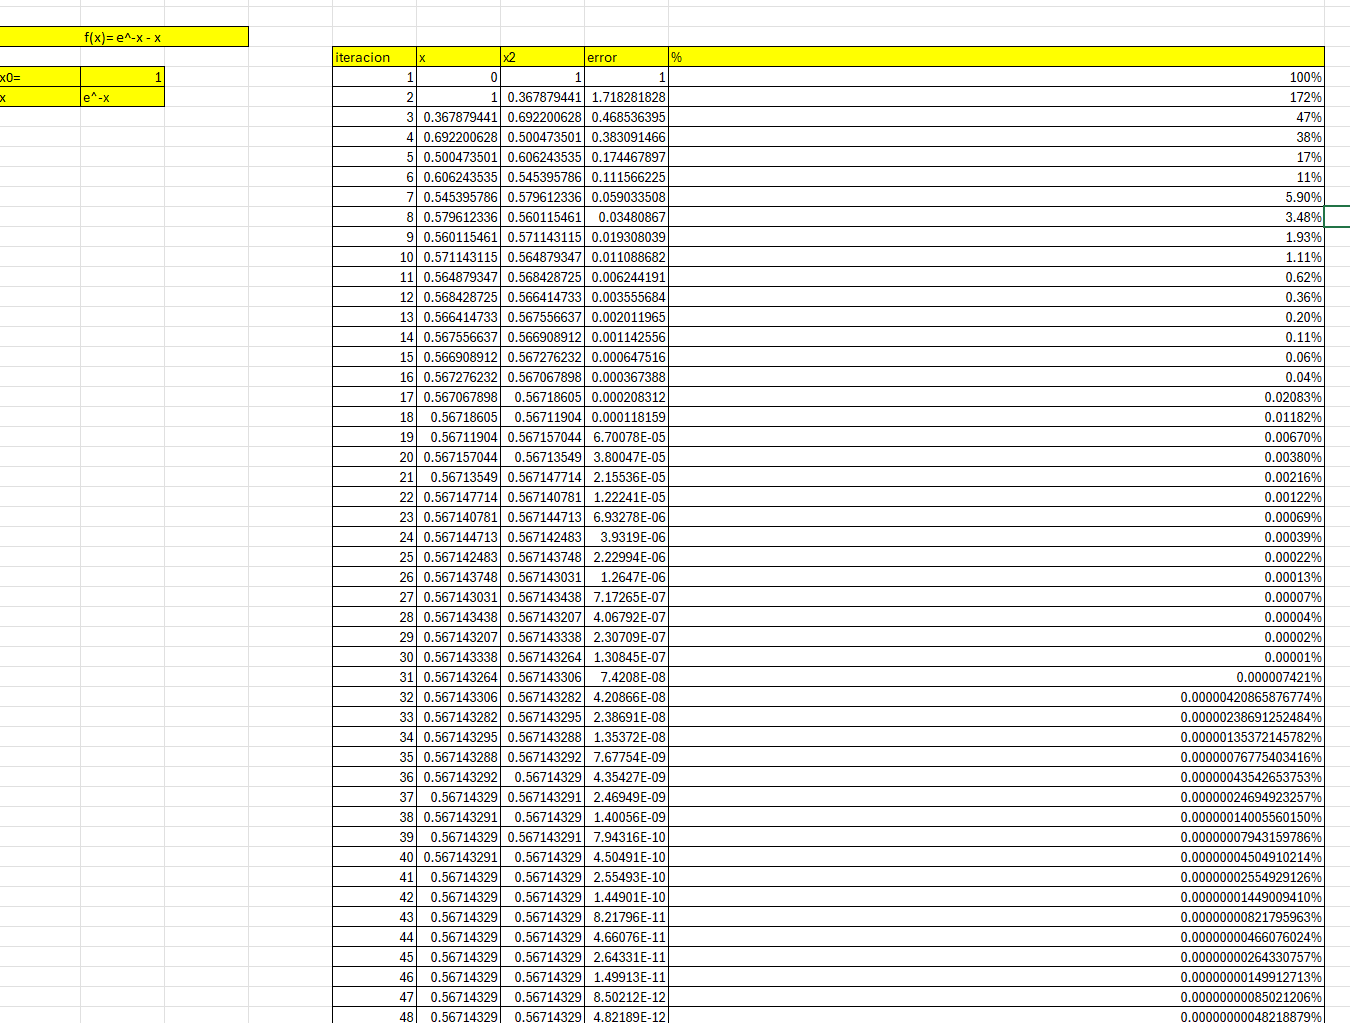 f(x)= e^-x - x
iteracion x x2 error %
x0= 1 1 0 1 1 100%
x e^-x 2 1 0.367879441 1.718281828 172%
3 0.367879441 0.692200628 0.468536395 47%
4 0.692200628 0.500473501 0.383091466 38%
5 0.500473501 0.606243535 0.174467897 17%
6 0.606243535 0.545395786 0.111566225 11%
7 0.545395786 0.579612336 0.059033508 5.90%
8 0.579612336 0.560115461 0.03480867 3.48%
9 0.560115461 0.571143115 0.019308039 1.93%
10 0.571143115 0.564879347 0.011088682 1.11%
11 0.564879347 0.568428725 0.006244191 0.62%
12 0.568428725 0.566414733 0.003555684 0.36%
13 0.566414733 0.567556637 0.002011965 0.20%
14 0.567556637 0.566908912 0.001142556 0.11%
15 0.566908912 0.567276232 0.000647516 0.06%
16 0.567276232 0.567067898 0.000367388 0.04%
17 0.567067898 0.56718605 0.000208312 0.02083%
18 0.56718605 0.56711904 0.000118159 0.01182%
19 0.56711904 0.567157044 6.70078E-05 0.00670%
20 0.567157044 0.56713549 3.80047E-05 0.00380%
21 0.56713549 0.567147714 2.15536E-05 0.00216%
22 0.567147714 0.567140781 1.22241E-05 0.00122%
23 0.567140781 0.567144713 6.93278E-06 0.00069%
24 0.567144713 0.567142483 3.9319E-06 0.00039%
25 0.567142483 0.567143748 2.22994E-06 0.00022%
26 0.567143748 0.567143031 1.2647E-06 0.00013%
27 0.567143031 0.567143438 7.17265E-07 0.00007%
28 0.567143438 0.567143207 4.06792E-07 0.00004%
29 0.567143207 0.567143338 2.30709E-07 0.00002%
30 0.567143338 0.567143264 1.30845E-07 0.00001%
31 0.567143264 0.567143306 7.4208E-08 0.000007421%
32 0.567143306 0.567143282 4.20866E-08 0.00000420865876774%
33 0.567143282 0.567143295 2.38691E-08 0.00000238691252484%
34 0.567143295 0.567143288 1.35372E-08 0.00000135372145782%
35 0.567143288 0.567143292 7.67754E-09 0.00000076775403416%
36 0.567143292 0.56714329 4.35427E-09 0.00000043542653753%
37 0.56714329 0.567143291 2.46949E-09 0.00000024694923257%
38 0.567143291 0.56714329 1.40056E-09 0.00000014005560150%
39 0.56714329 0.567143291 7.94316E-10 0.00000007943159786%
40 0.567143291 0.56714329 4.50491E-10 0.00000004504910214%
41 0.56714329 0.56714329 2.55493E-10 0.00000002554929126%
42 0.56714329 0.56714329 1.44901E-10 0.00000001449009410%
43 0.56714329 0.56714329 8.21796E-11 0.00000000821795963%
44 0.56714329 0.56714329 4.66076E-11 0.00000000466076024%
45 0.56714329 0.56714329 2.64331E-11 0.00000000264330757%
46 0.56714329 0.56714329 1.49913E-11 0.00000000149912713%
47 0.56714329 0.56714329 8.50212E-12 0.00000000085021206%
48 0.56714329 0.56714329 4.82189E-12 0.00000000048218879%